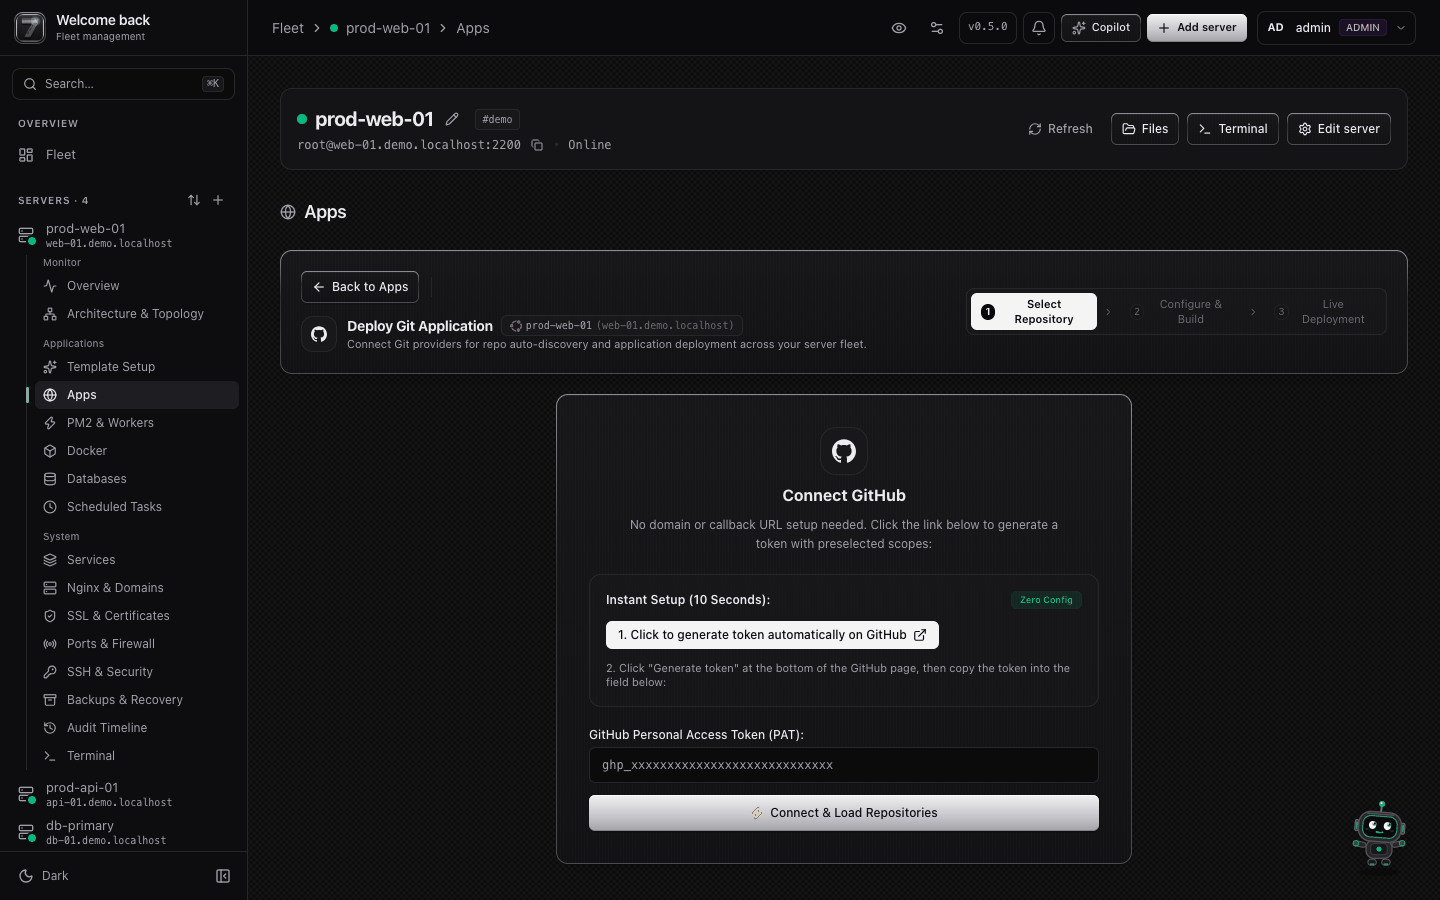 Welcome back
Fleet management
Search...
⌘K
OVERVIEW
Fleet
SERVERS · 4
prod-web-01
web-01.demo.localhost
Monitor
Overview
Architecture & Topology
Applications
Template Setup
Apps
PM2 & Workers
Docker
Databases
Scheduled Tasks
System
Services
Nginx & Domains
SSL & Certificates
Ports & Firewall
SSH & Security
Backups & Recovery
Audit Timeline
Terminal
prod-api-01
api-01.demo.localhost
db-primary
db-01.demo.localhost
Dark
Fleet > prod-web-01 > Apps
v0.5.0
Copilot
Add server
AD admin ADMIN
prod-web-01 #demo
root@web-01.demo.localhost:2200 · Online
Refresh
Files
Terminal
Edit server
Apps
Back to Apps
Deploy Git Application prod-web-01 (web-01.demo.localhost)
Connect Git providers for repo auto-discovery and application deployment across your server fleet.
1 Select
Repository
2 Configure &
Build
3 Live
Deployment
Connect GitHub
No domain or callback URL setup needed. Click the link below to generate a
token with preselected scopes:
Instant Setup (10 Seconds):
Zero Config
1. Click to generate token automatically on GitHub
2. Click "Generate token" at the bottom of the GitHub page, then copy the token into the
field below:
GitHub Personal Access Token (PAT):
ghp_xxxxxxxxxxxxxxxxxxxxxxxxxxxx
Connect & Load Repositories